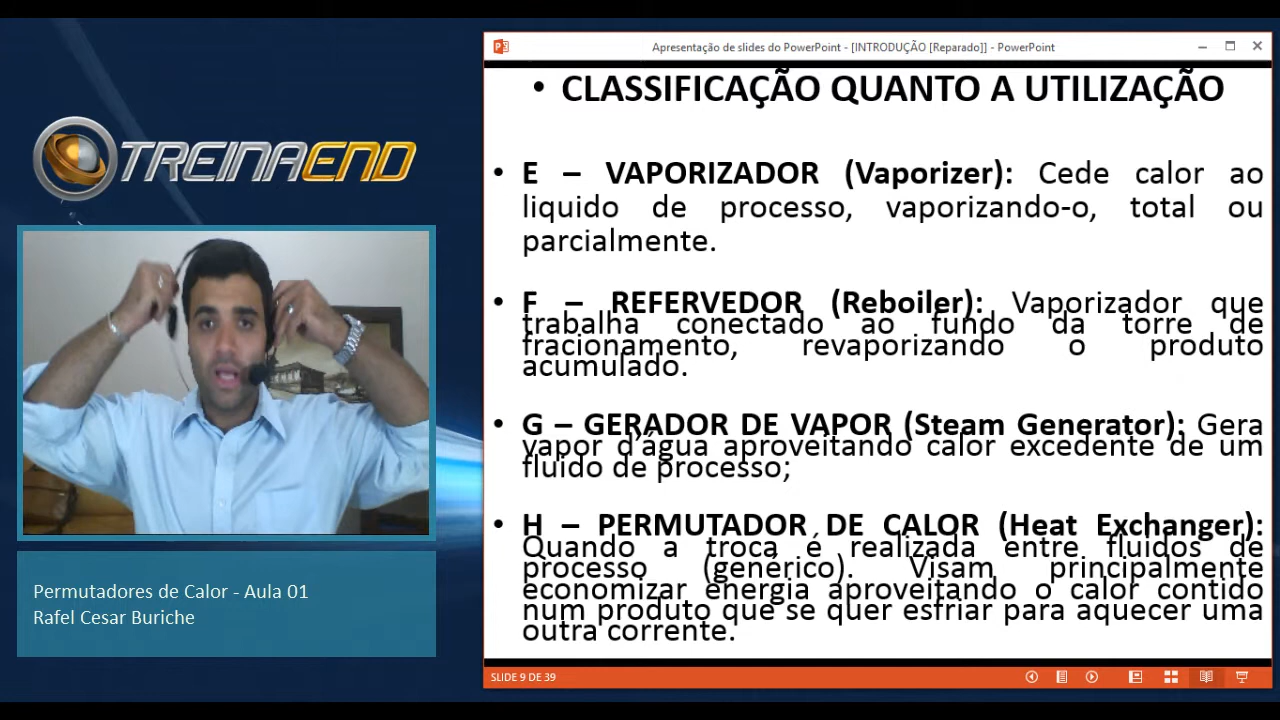 TREINAEND
Permutadores de Calor - Aula 01
Rafel Cesar Buriche
Apresentação de slides do PowerPoint - [INTRODUÇÃO [Reparado]] - PowerPoint
• CLASSIFICAÇÃO QUANTO A UTILIZAÇÃO
• E – VAPORIZADOR (Vaporizer): Cede calor ao
liquido de processo, vaporizando-o, total ou
parcialmente.
• F – REFERVEDOR (Reboiler): Vaporizador que
trabalha conectado ao fundo da torre de
fracionamento, revaporizando o produto
acumulado.
• G – GERADOR DE VAPOR (Steam Generator): Gera
vapor d’água aproveitando calor excedente de um
fluido de processo;
• H – PERMUTADOR DE CALOR (Heat Exchanger):
Quando a troca é realizada entre fluidos de
processo (genérico). Visam principalmente
economizar energia aproveitando o calor contido
num produto que se quer esfriar para aquecer uma
outra corrente.
SLIDE 9 DE 39